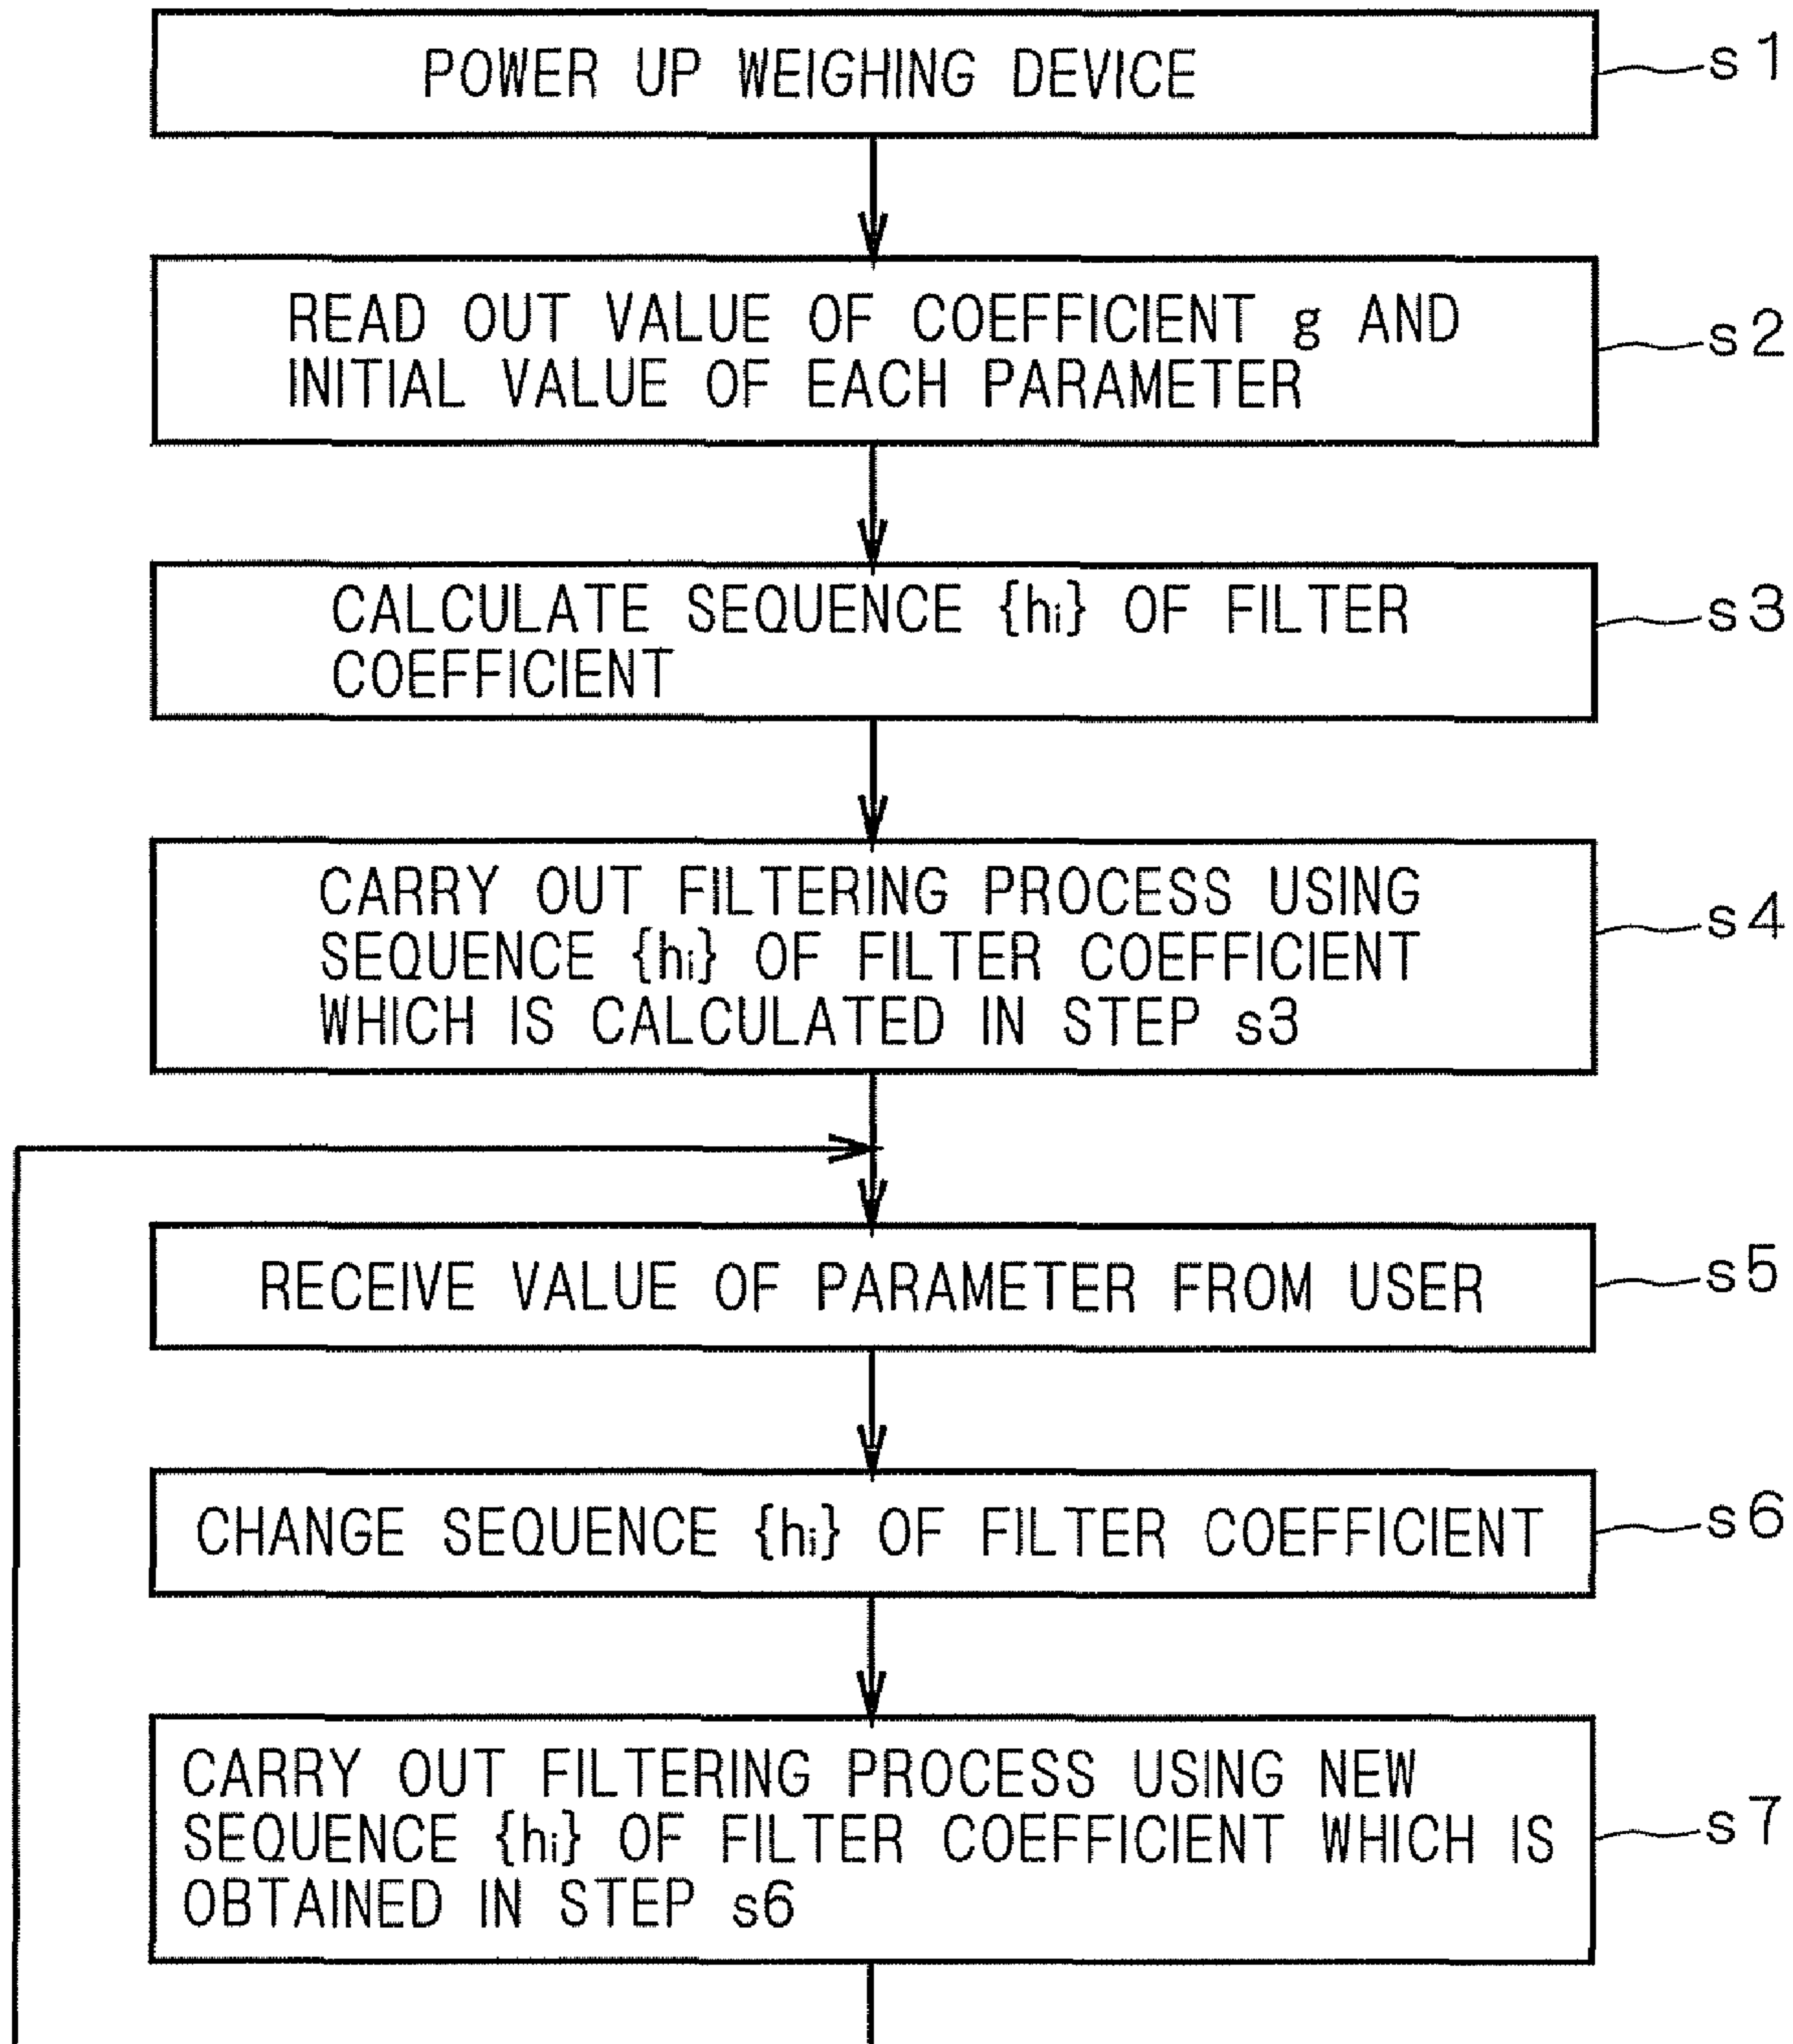 POWER UP WEIGHING DEVICE
s1
READ OUT VALUE OF COEFFICIENT g AND
INITIAL VALUE OF EACH PARAMETER
s2
CALCULATE SEQUENCE {hi} OF FILTER
COEFFICIENT
s3
CARRY OUT FILTERING PROCESS USING
SEQUENCE {hi} OF FILTER COEFFICIENT
WHICH IS CALCULATED IN STEP s3
s4
RECEIVE VALUE OF PARAMETER FROM USER
s5
CHANGE SEQUENCE {hi} OF FILTER COEFFICIENT
s6
CARRY OUT FILTERING PROCESS USING NEW
SEQUENCE {hi} OF FILTER COEFFICIENT WHICH IS
OBTAINED IN STEP s6
s7